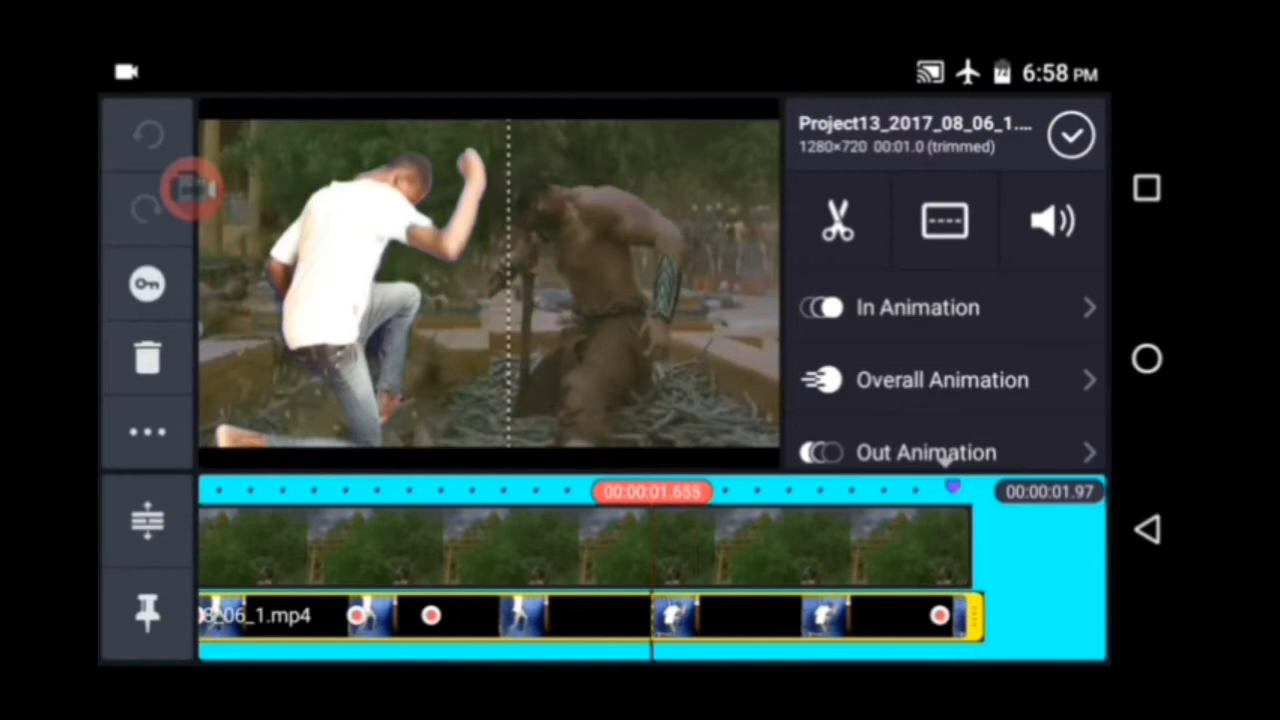 6:58 PM
Project13_2017_08_06_1....
1280×720 00:01.0 (trimmed)
In Animation
Overall Animation
Out Animation
00:00:01.655
00:00:01.97
8_06_1.mp4